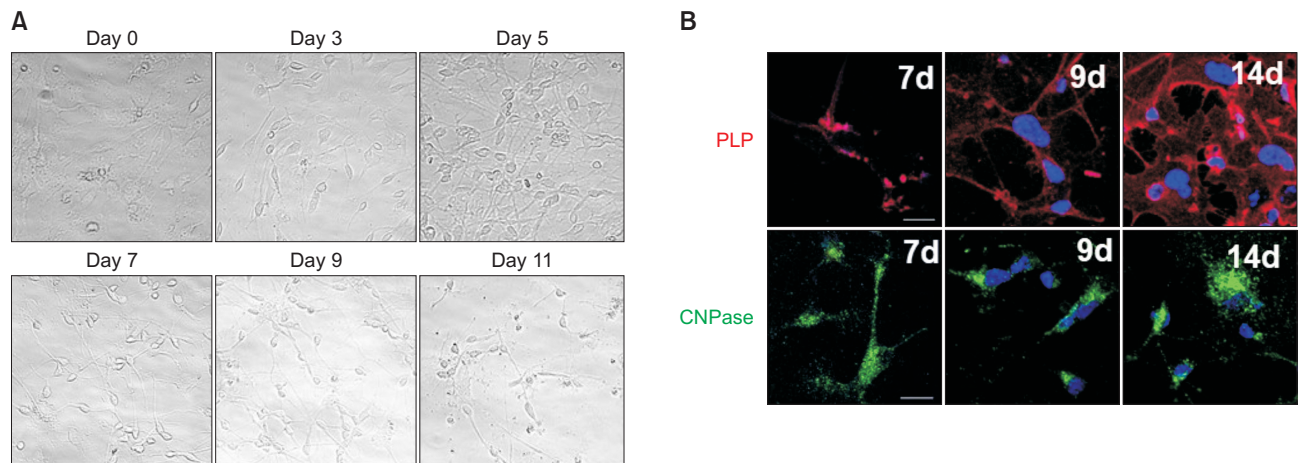 A
Day 0 Day 3 Day 5
Day 7 Day 9 Day 11
B
PLP 7d 9d 14d
CNPase 7d 9d 14d